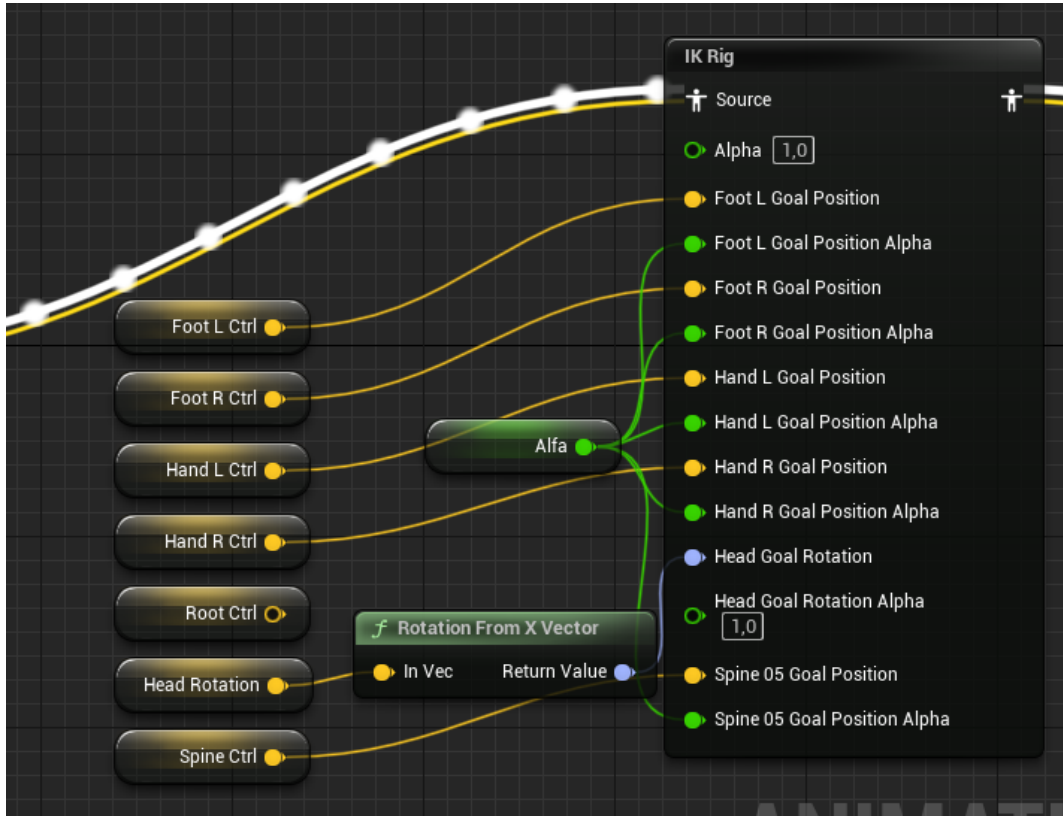 IK Rig
Source
Alpha 1,0
Foot L Goal Position
Foot L Goal Position Alpha
Foot R Goal Position
Foot R Goal Position Alpha
Hand L Goal Position
Hand L Goal Position Alpha
Hand R Goal Position
Hand R Goal Position Alpha
Head Goal Rotation
Head Goal Rotation Alpha
1,0
Spine 05 Goal Position
Spine 05 Goal Position Alpha
Foot L Ctrl
Foot R Ctrl
Hand L Ctrl
Hand R Ctrl
Root Ctrl
Head Rotation
Spine Ctrl
Alfa
f Rotation From X Vector
In Vec Return Value